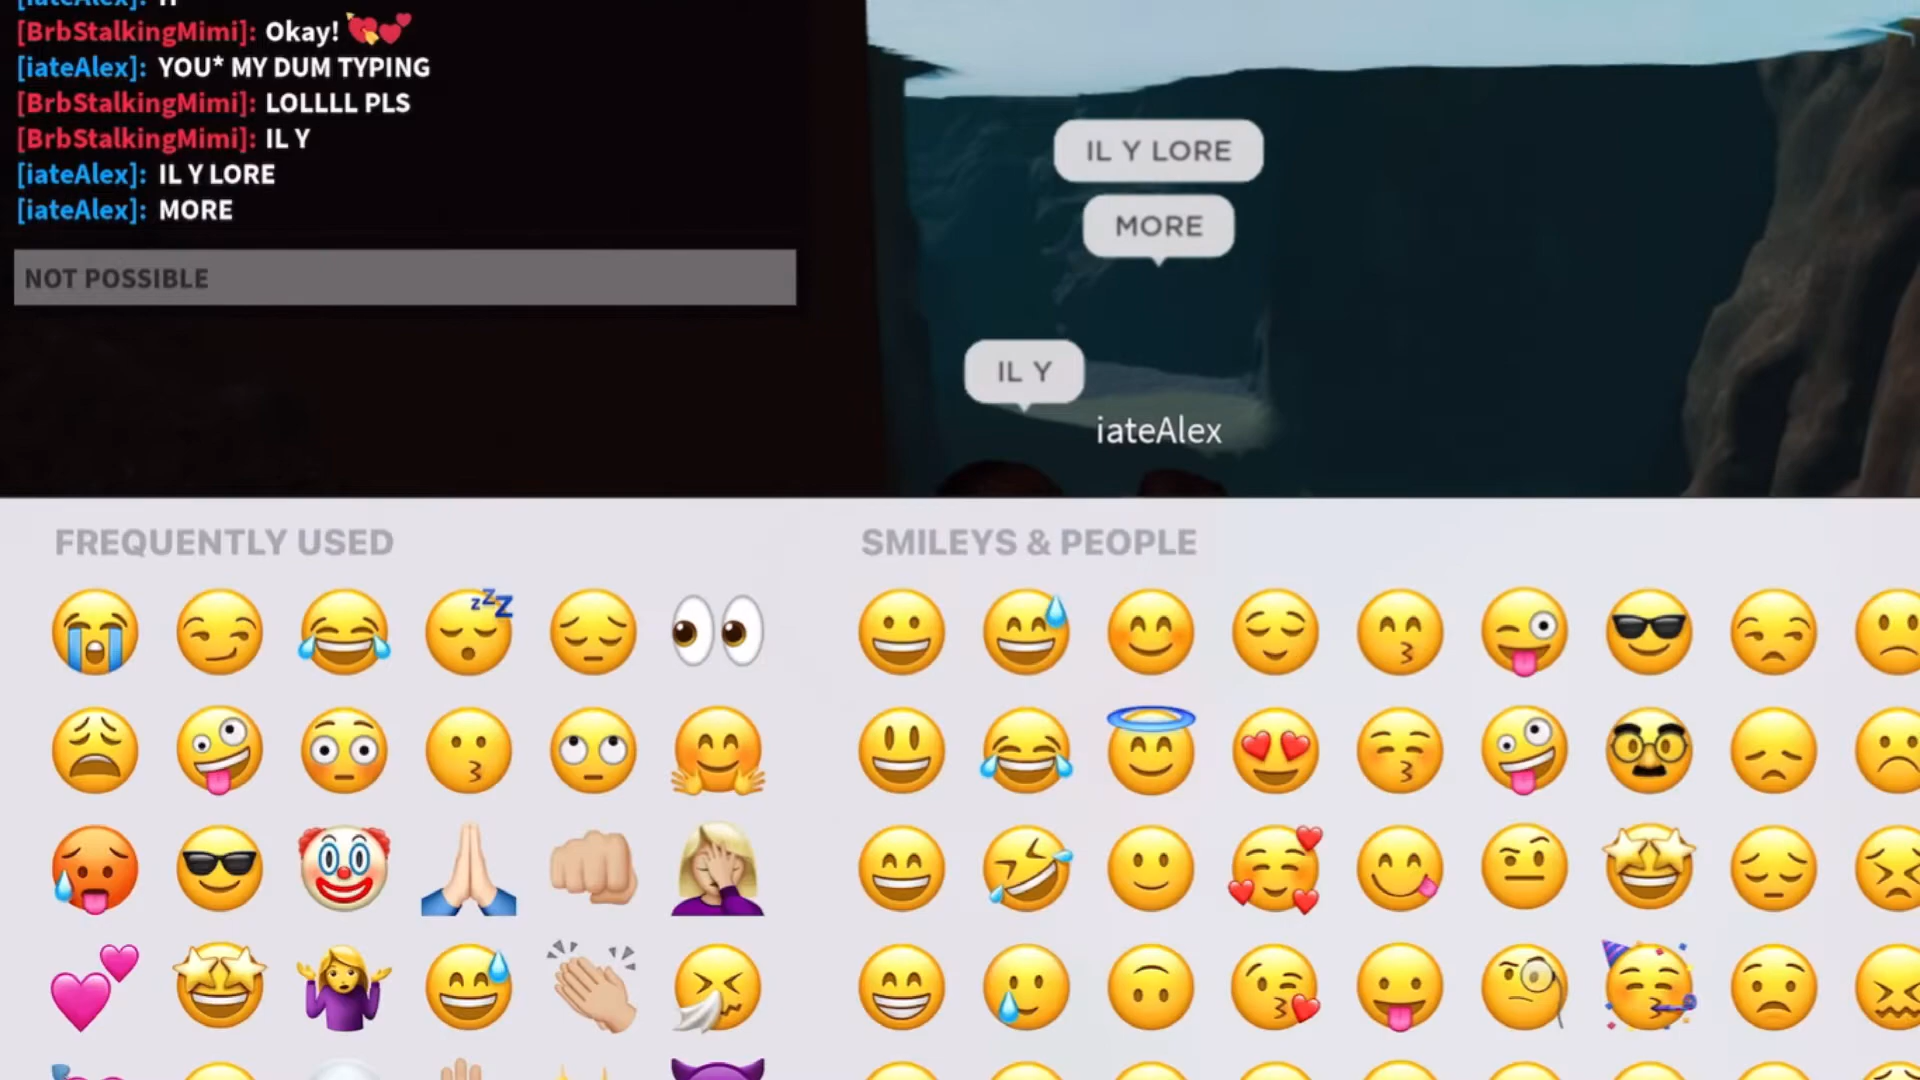 [iateAlex]:
[BrbStalkingMimi]: Okay! 💘💕
[iateAlex]: YOU* MY DUM TYPING
[BrbStalkingMimi]: LOLLLL PLS
[BrbStalkingMimi]: IL Y
[iateAlex]: IL Y LORE
[iateAlex]: MORE
NOT POSSIBLE
IL Y LORE
MORE
IL Y
iateAlex
FREQUENTLY USED
SMILEYS & PEOPLE